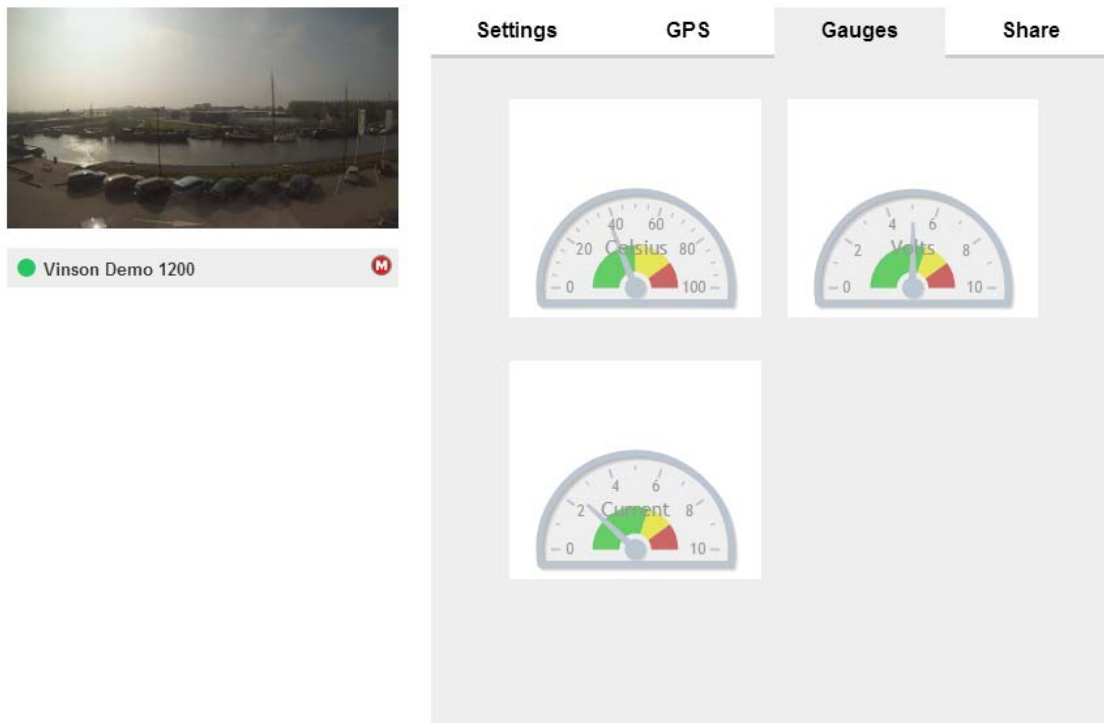 Settings GPS Gauges Share
Vinson Demo 1200 M
0 20 40 60 80 100
Celsius
0 2 4 6 8 10
Volts
0 2 4 6 8 10
Current